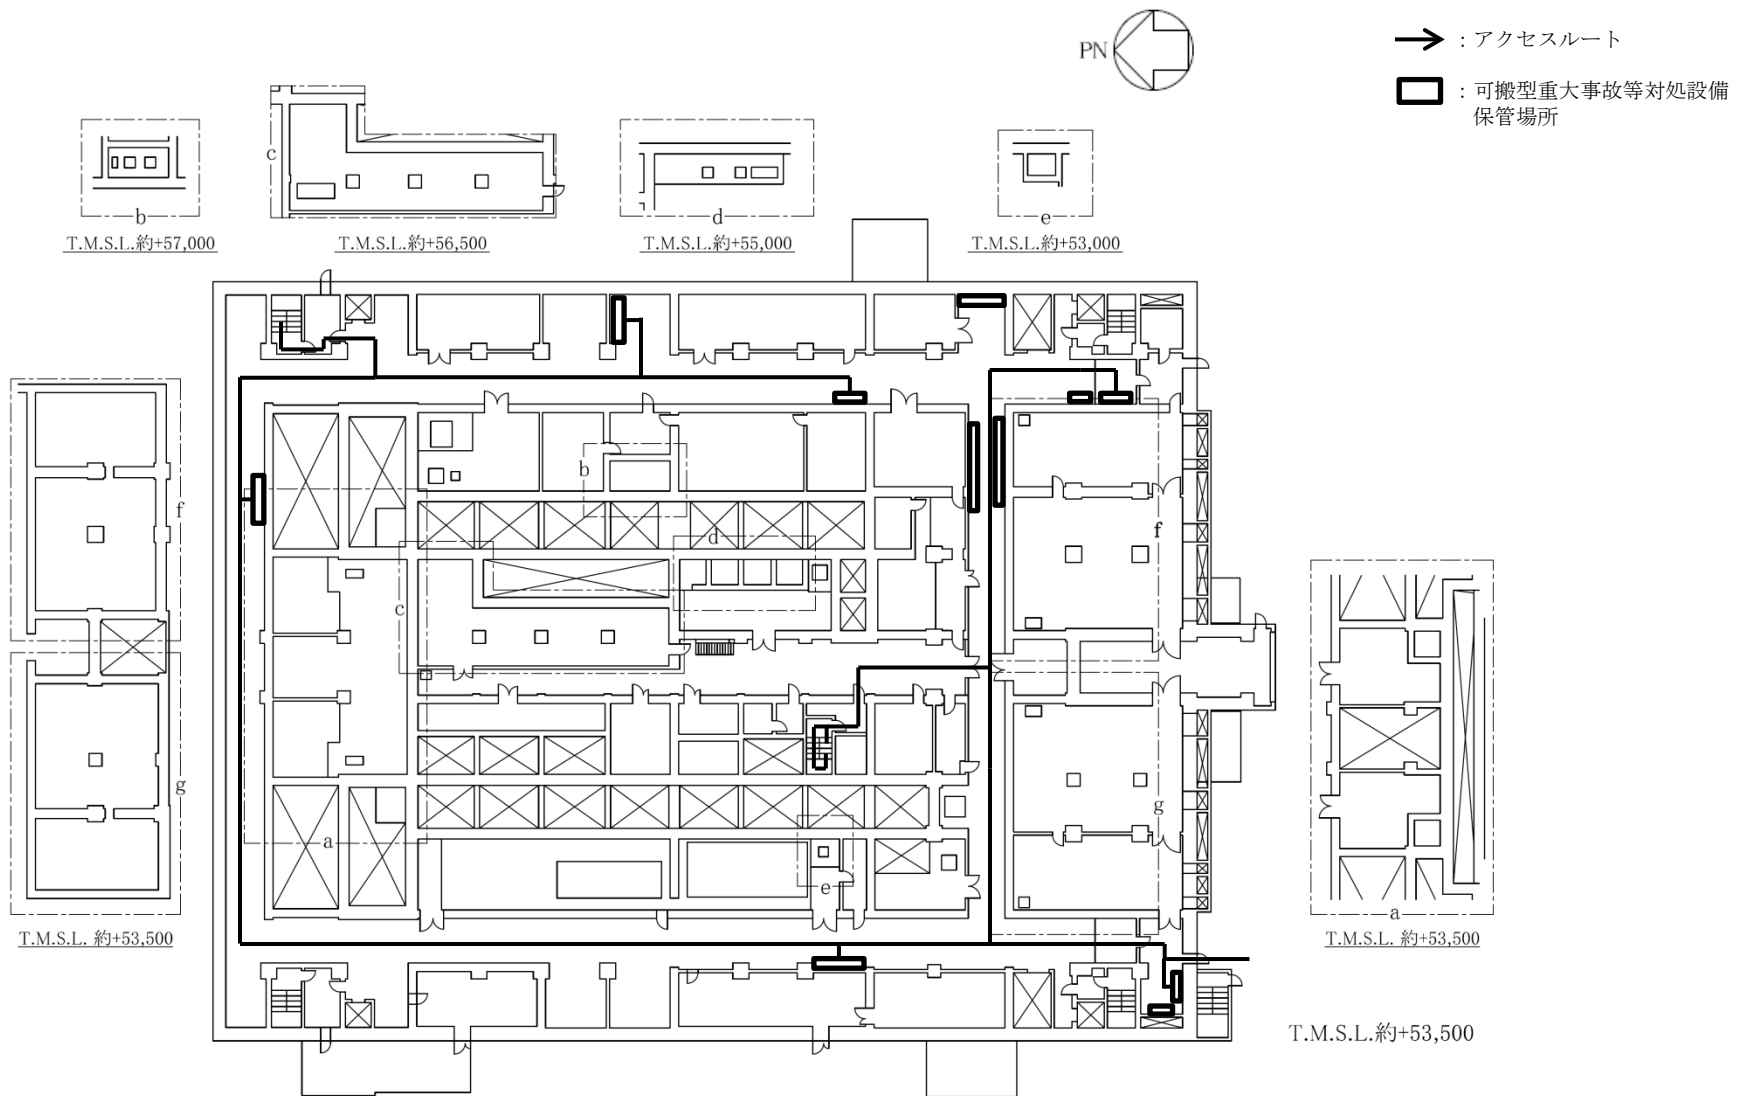 PN
: アクセスルート
: 可搬型重大事故等対処設備
保管場所
c
b
T.M.S.L.約+57,000
T.M.S.L.約+56,500
d
T.M.S.L.約+55,000
e
T.M.S.L.約+53,000
f
g
T.M.S.L. 約+53,500
b
d
c
f
a
e
g
a
T.M.S.L. 約+53,500
T.M.S.L.約+53,500